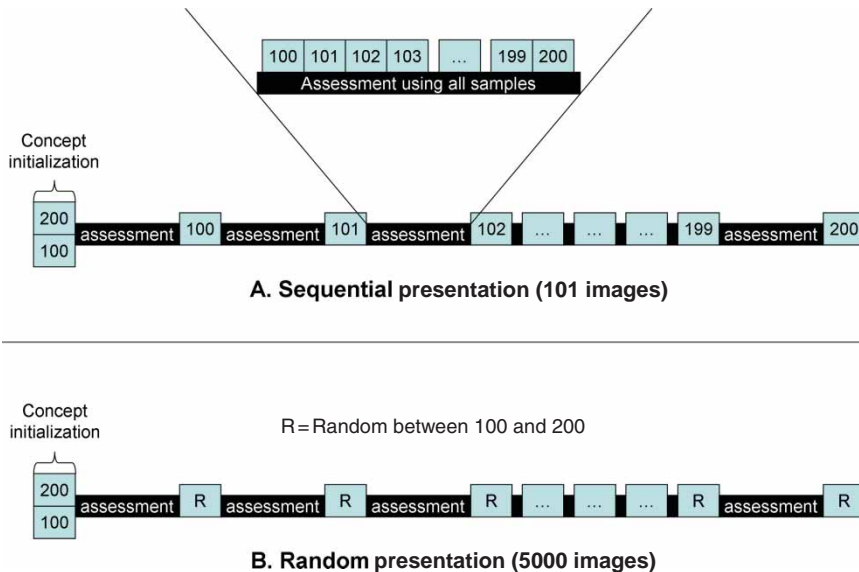 100 101 102 103 ... 199 200
Assessment using all samples
Concept
initialization
200
100
assessment 100 assessment 101 assessment 102 ... ... ... 199 assessment 200
A. Sequential presentation (101 images)
Concept
initialization
R=Random between 100 and 200
200
100
assessment R assessment R assessment R ... ... ... R assessment R
B. Random presentation (5000 images)